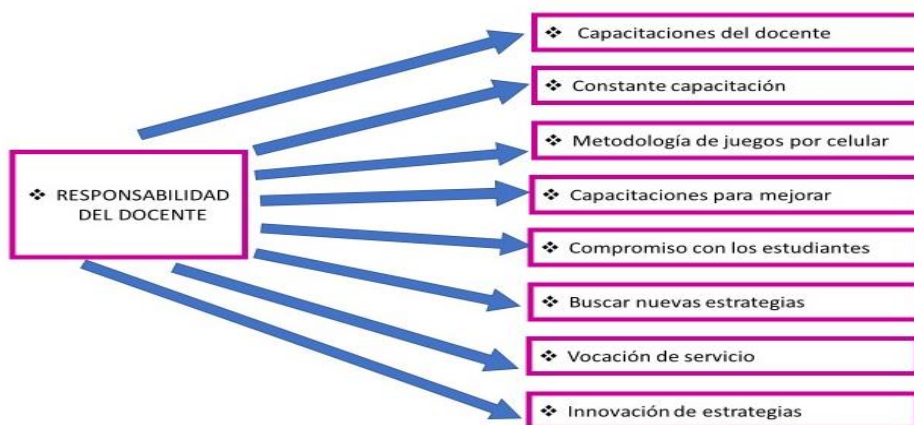 ❖ Capacitaciones del docente
❖ Constante capacitación
❖ Metodología de juegos por celular
❖ RESPONSABILIDAD
DEL DOCENTE
❖ Capacitaciones para mejorar
❖ Compromiso con los estudiantes
❖ Buscar nuevas estrategias
❖ Vocación de servicio
❖ Innovación de estrategias